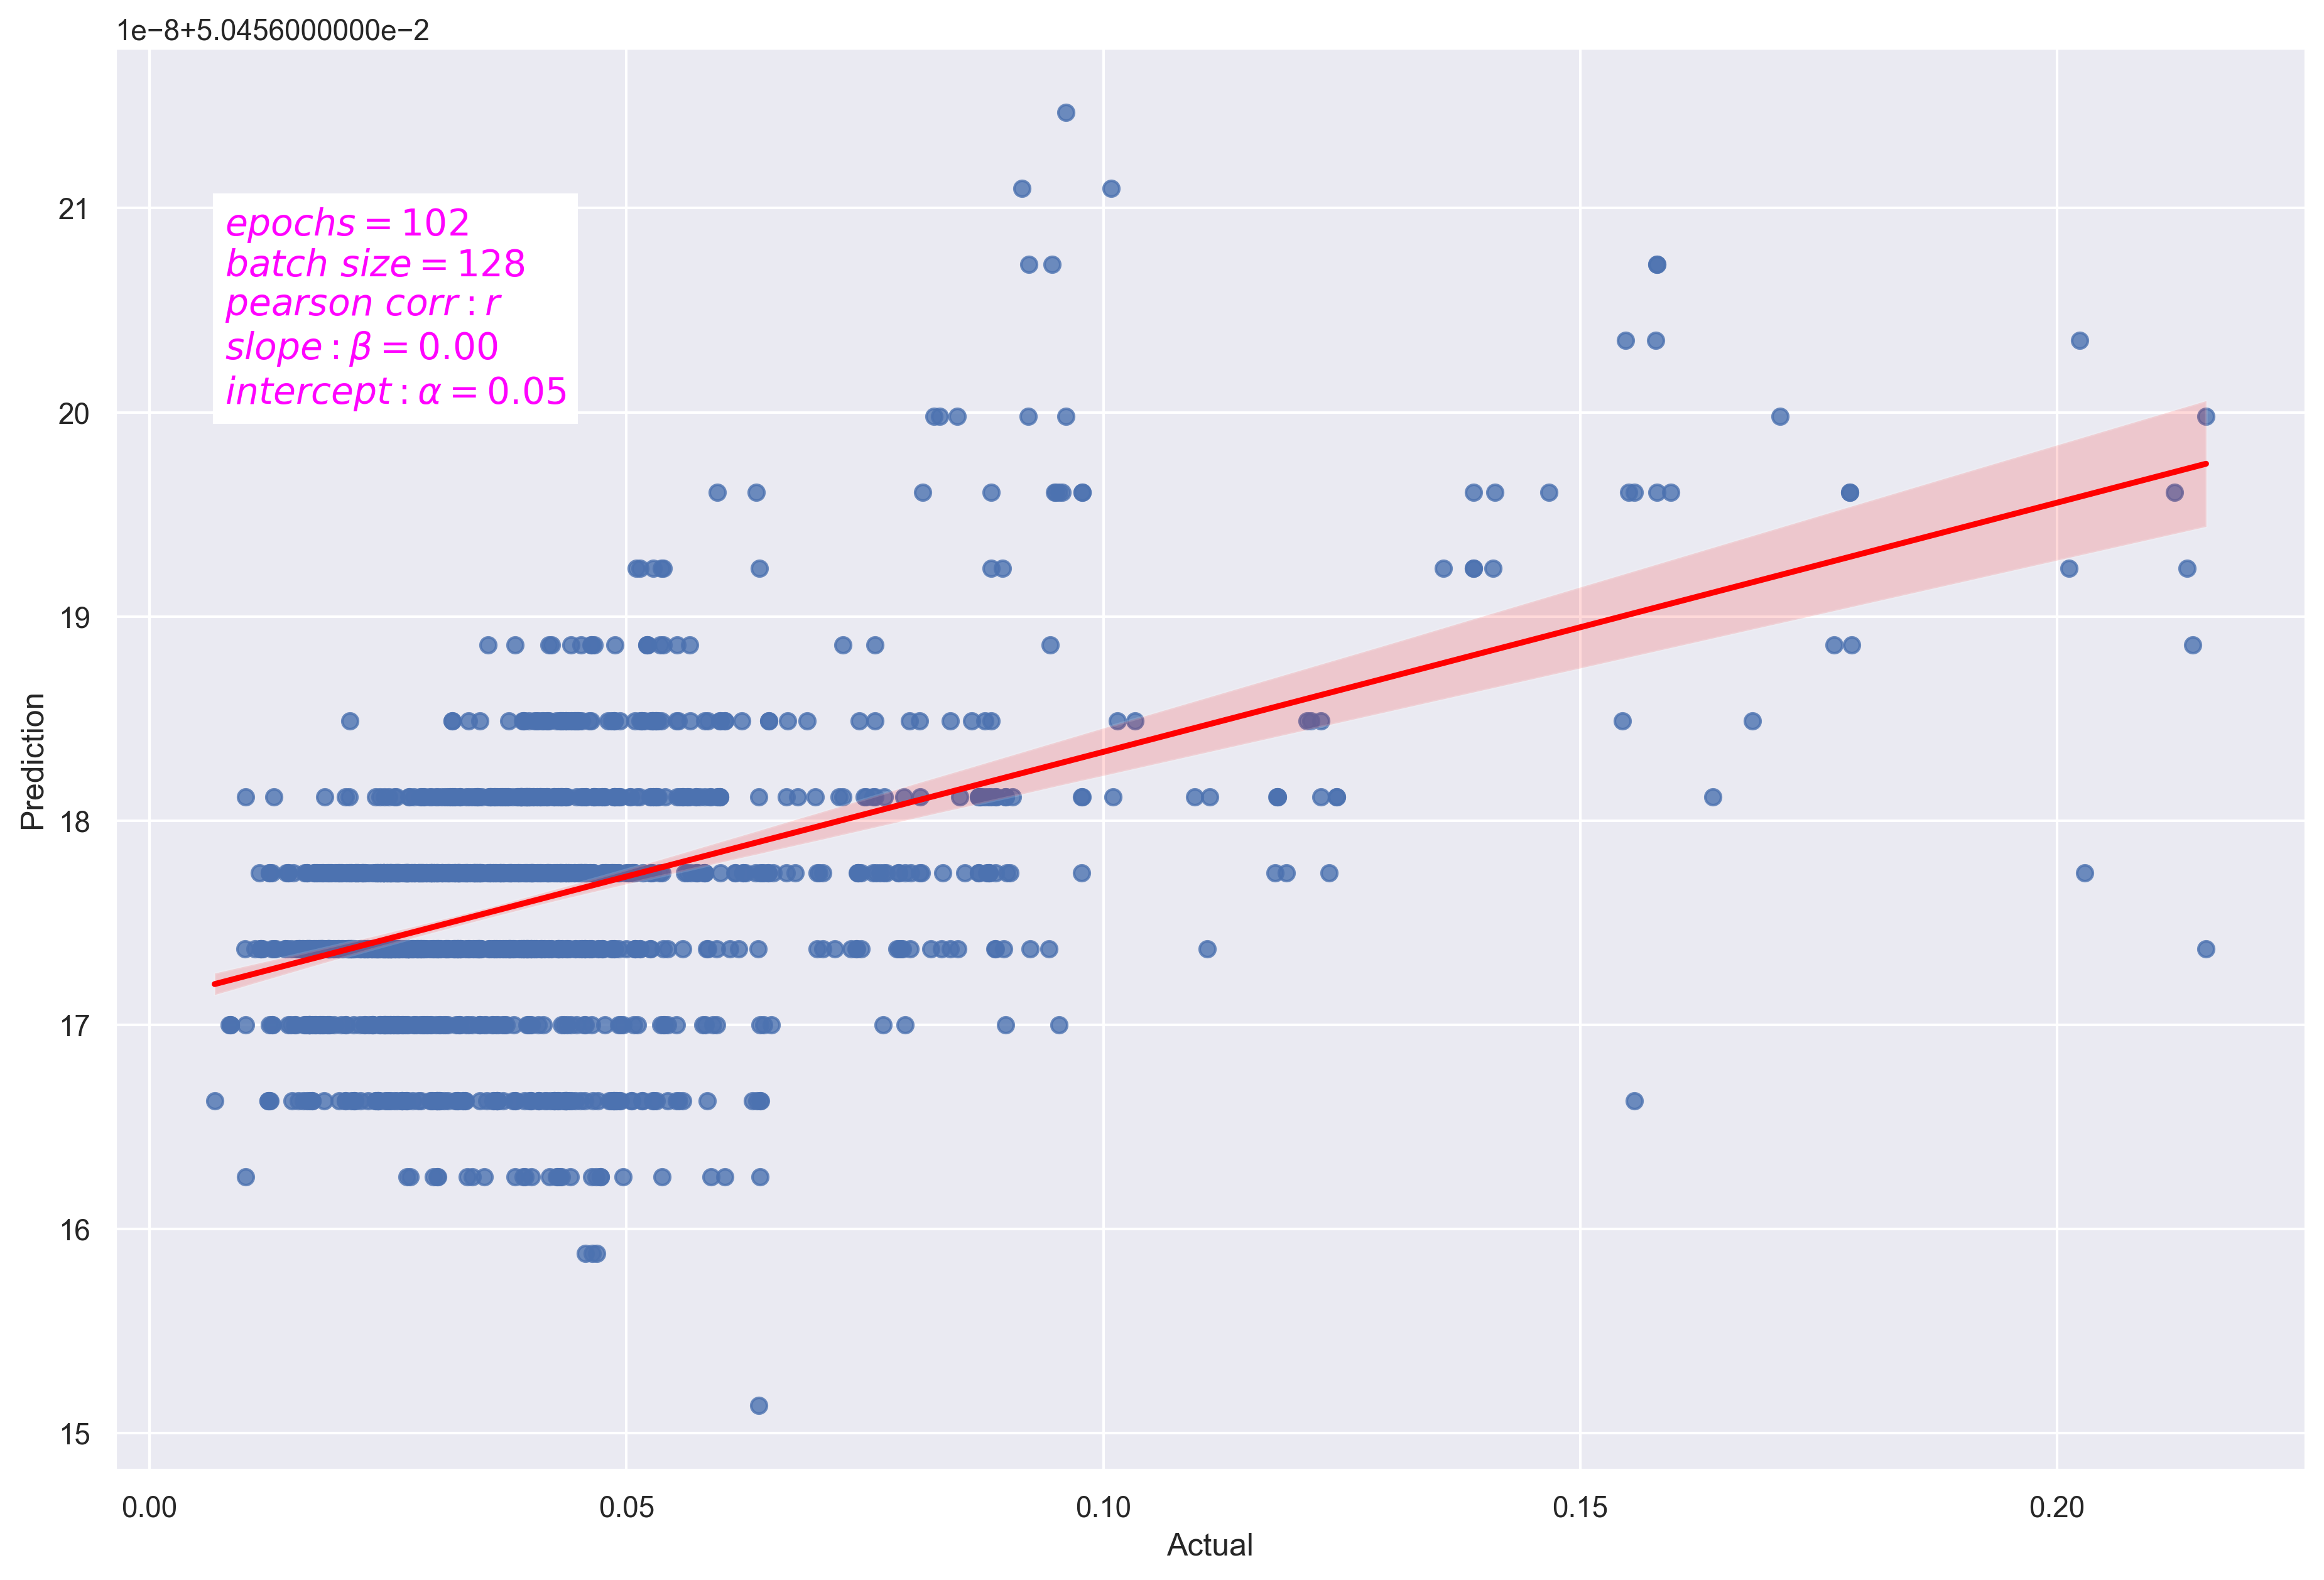 1e−8+5.0456000000e−2
epochs = 102
batch size = 128
pearson corr: r
slope: β = 0.00
intercept: α = 0.05
21
20
19
18
17
16
15
Prediction
0.00 0.05 0.10 0.15 0.20
Actual